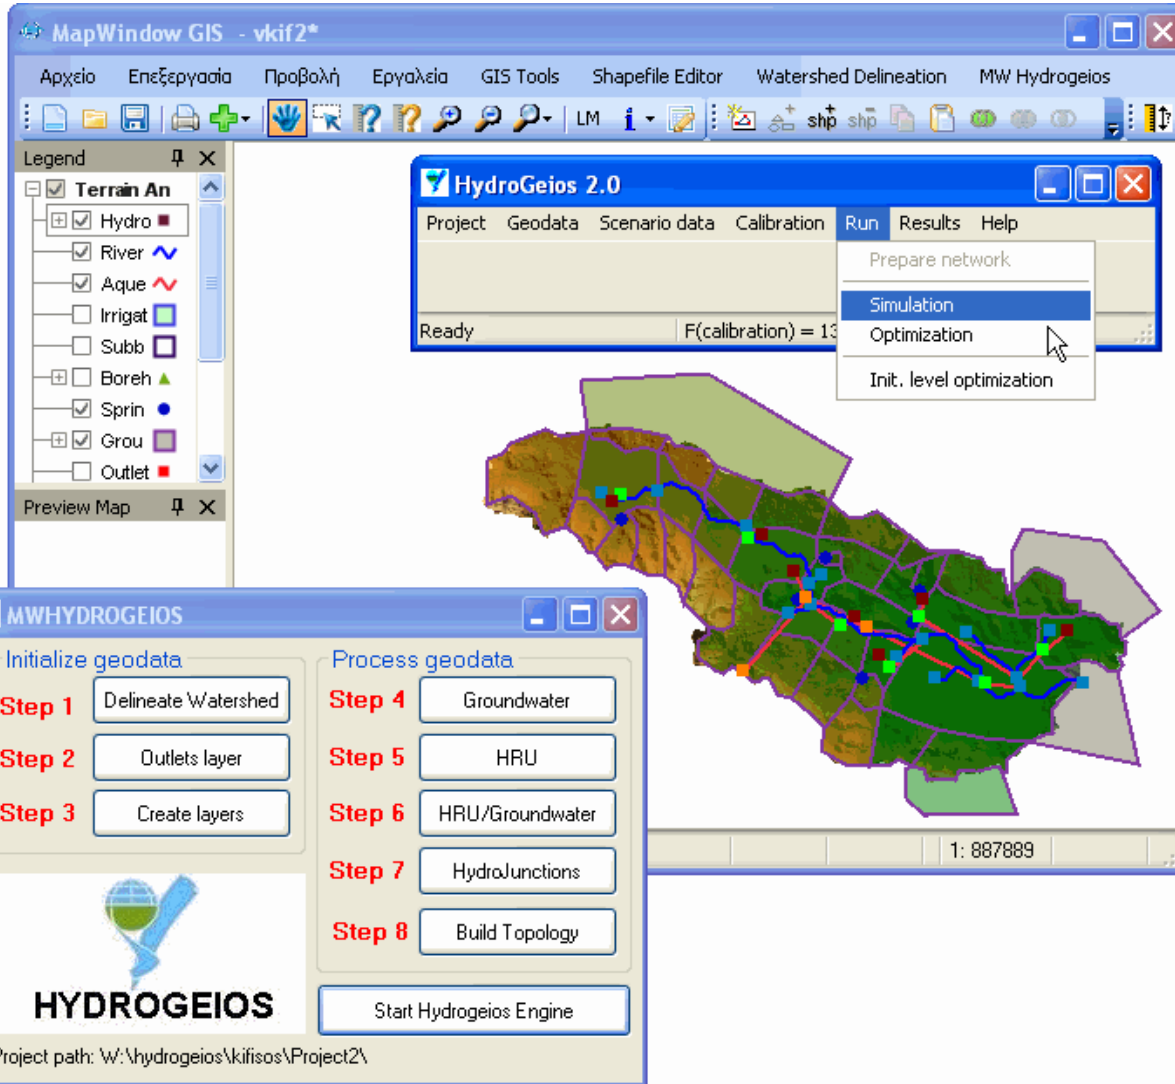 MapWindow GIS - vkif2*
Αρχείο Επεξεργασία Προβολή Εργαλεία GIS Tools Shapefile Editor Watershed Delineation MW Hydrogeios
LM i shp shp
Legend
Terrain An
Hydro
River
Aque
Irrigat
Subb
Boreh
Sprin
Grou
Outlet
Preview Map
HydroGeios 2.0
Project Geodata Scenario data Calibration Run Results Help
Prepare network
Simulation
Optimization
Init. level optimization
Ready F(calibration) = 13
1: 887889
MWHYDROGEIOS
Initialize geodata
Step 1 Delineate Watershed
Step 2 Outlets layer
Step 3 Create layers
Process geodata
Step 4 Groundwater
Step 5 HRU
Step 6 HRU/Groundwater
Step 7 HydroJunctions
Step 8 Build Topology
HYDROGEIOS
Start Hydrogeios Engine
Project path: W:\hydrogeios\kifisos\Project2\